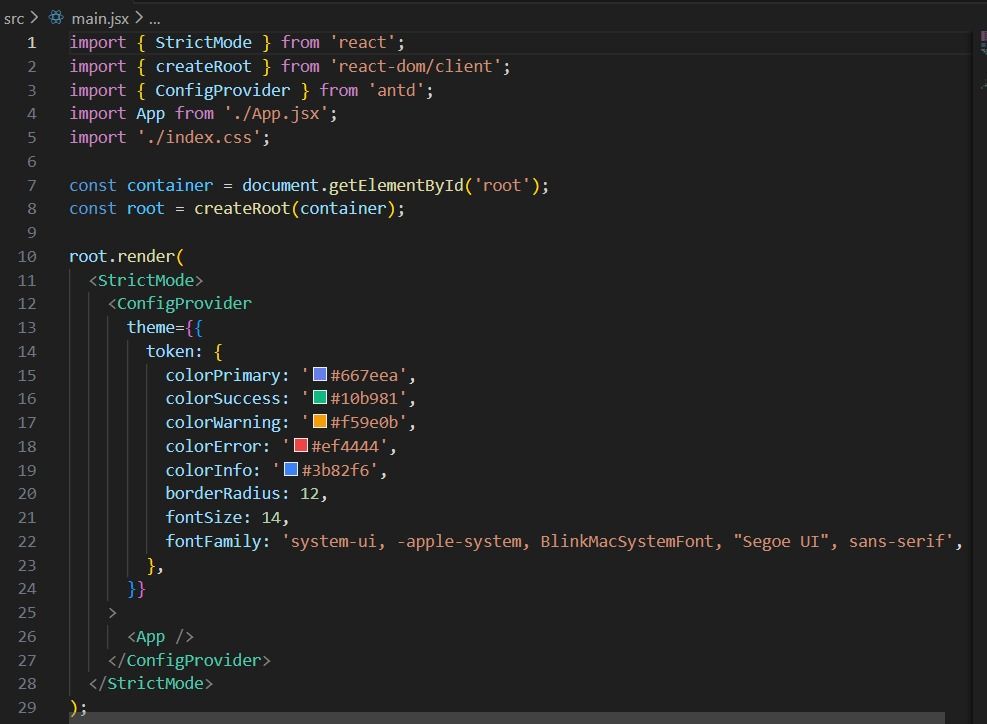 src > main.jsx > ...
1 import { StrictMode } from 'react';
2 import { createRoot } from 'react-dom/client';
3 import { ConfigProvider } from 'antd';
4 import App from './App.jsx';
5 import './index.css';
6
7 const container = document.getElementById('root');
8 const root = createRoot(container);
9
10 root.render(
11   <StrictMode>
12     <ConfigProvider
13       theme={{
14         token: {
15           colorPrimary: '#667eea',
16           colorSuccess: '#10b981',
17           colorWarning: '#f59e0b',
18           colorError: '#ef4444',
19           colorInfo: '#3b82f6',
20           borderRadius: 12,
21           fontSize: 14,
22           fontFamily: 'system-ui, -apple-system, BlinkMacSystemFont, "Segoe UI", sans-serif',
23         },
24       }}
25     >
26       <App />
27     </ConfigProvider>
28   </StrictMode>
29 );